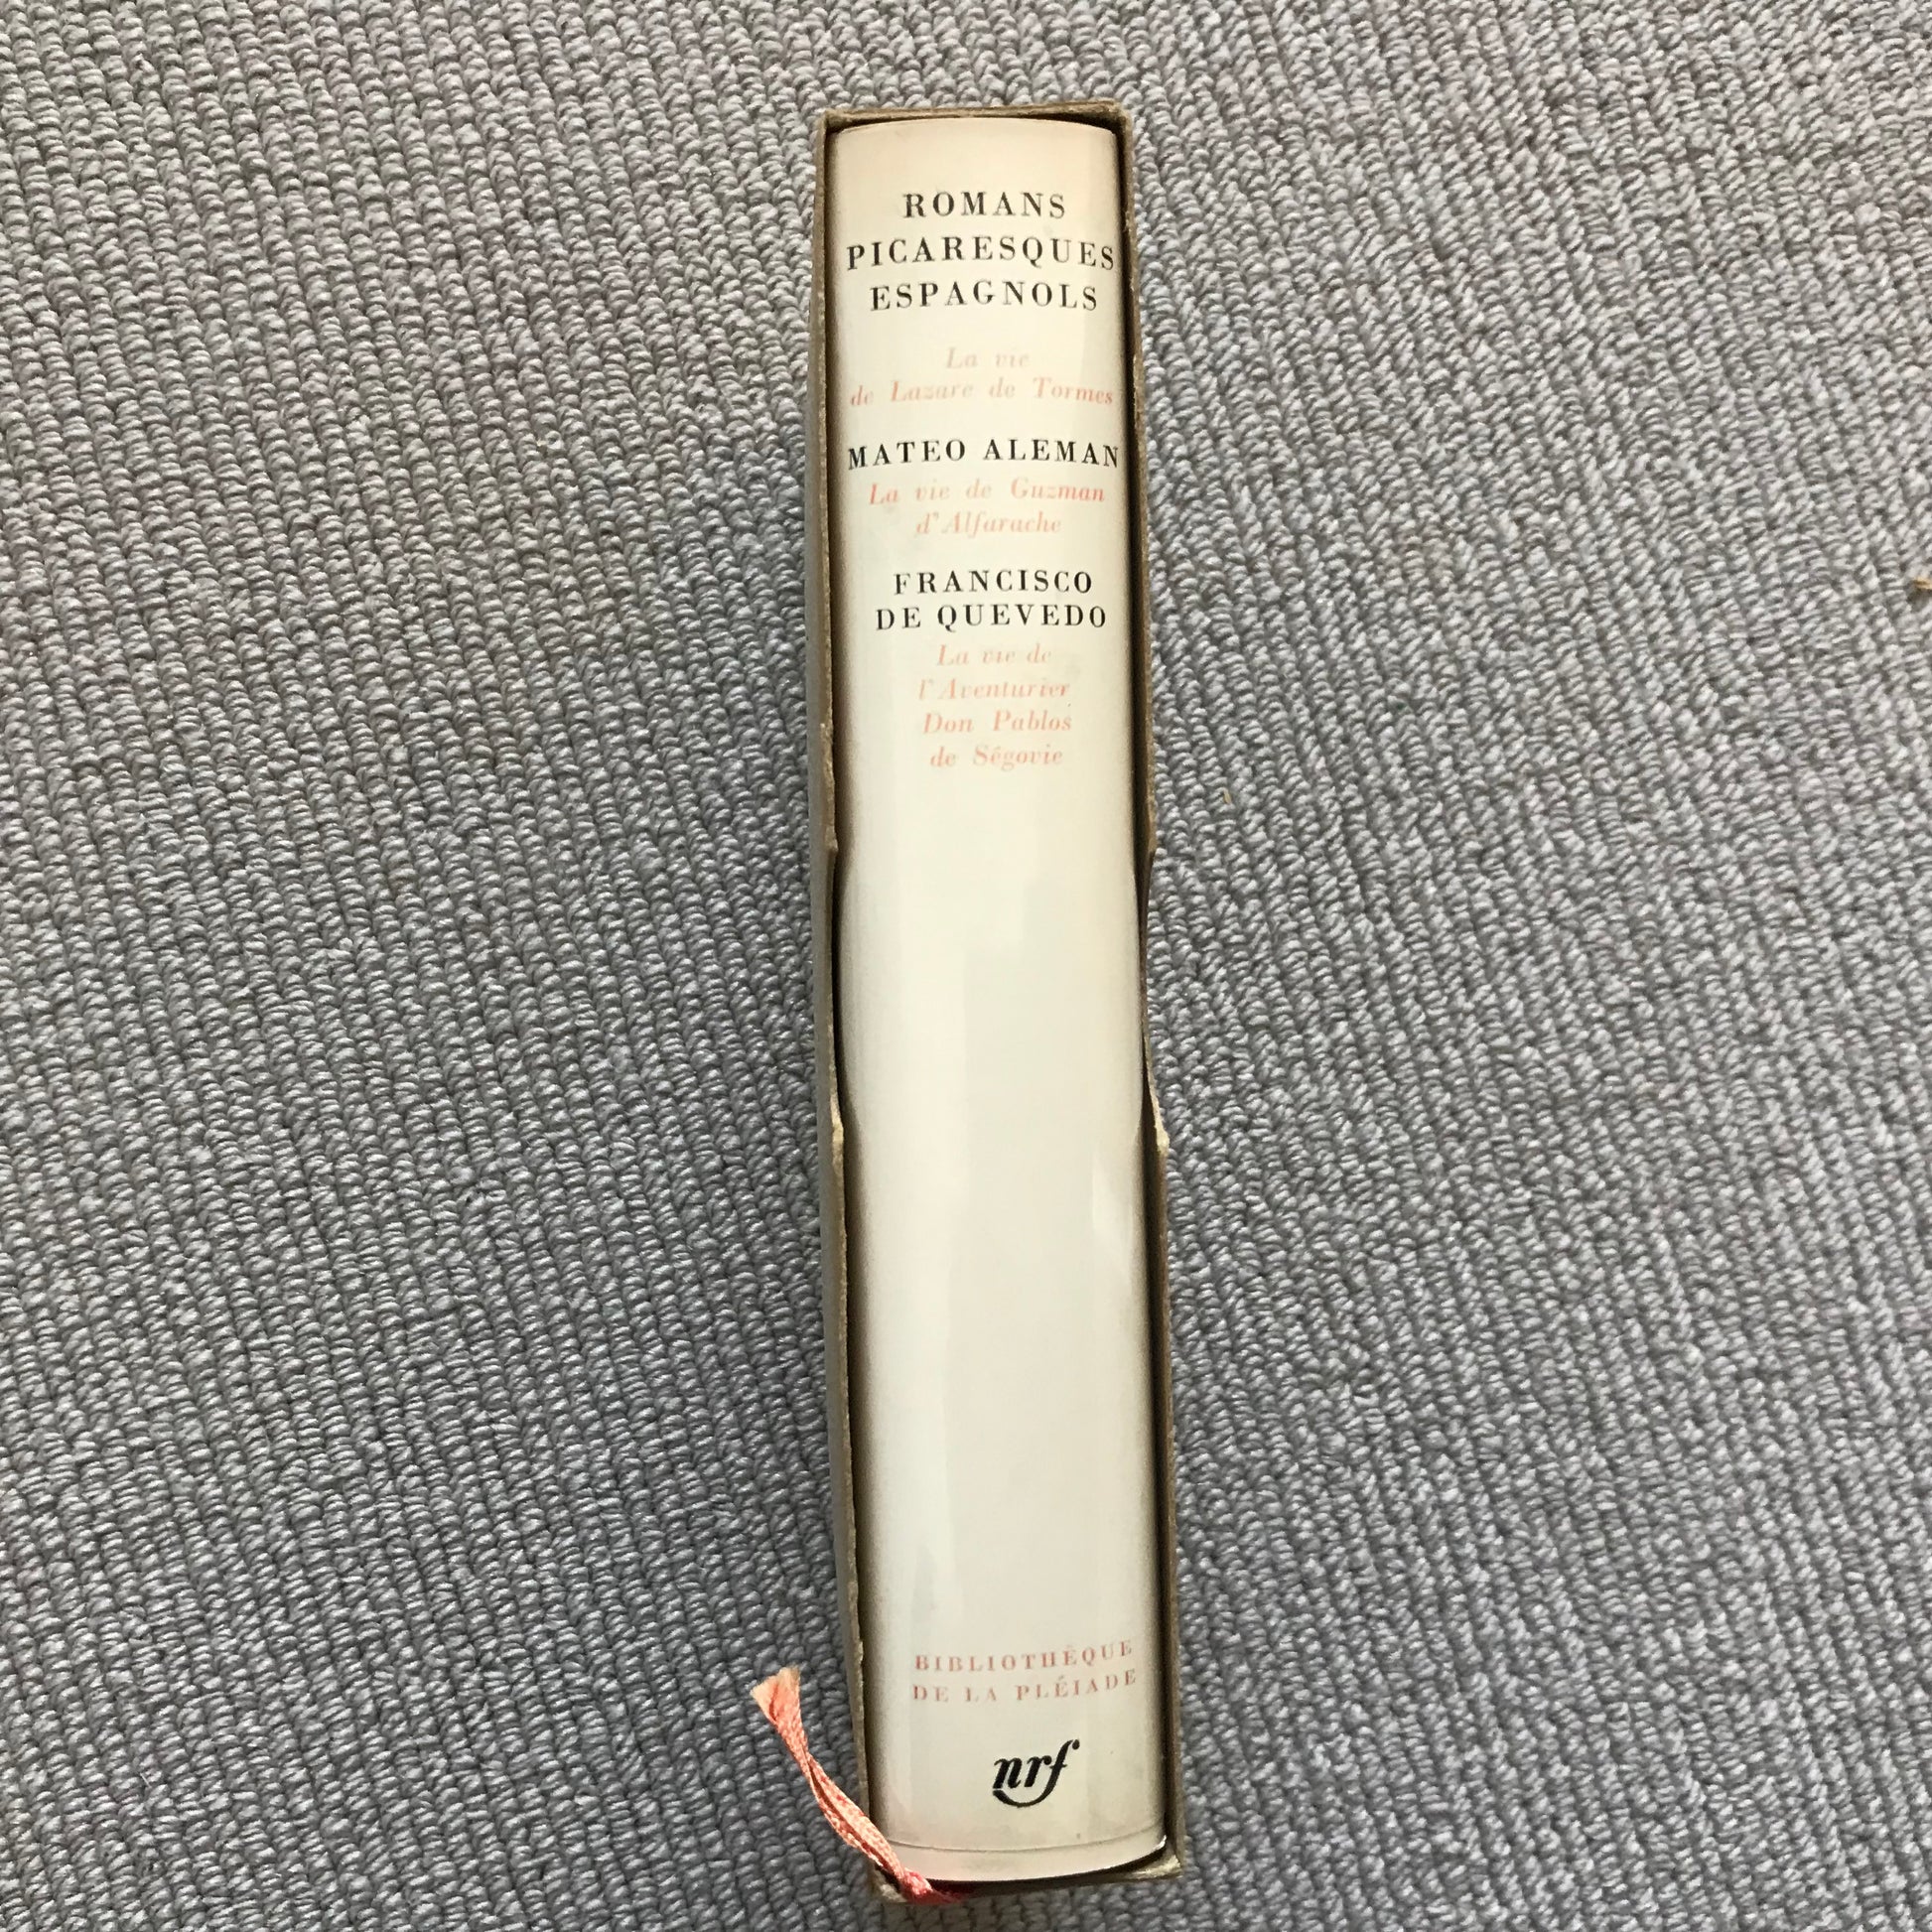 ROMANS
PICARESQUES
ESPAGNOLS
La vie
de Lazare de Tormes
MATEO ALEMAN
La vie de Guzman
d'Alfarache
FRANCISCO
DE QUEVEDO
La vie de
l'Aventurier
Don Pablos
de Ségovie
BIBLIOTHÈQUE
DE LA PLÉIADE
nrf